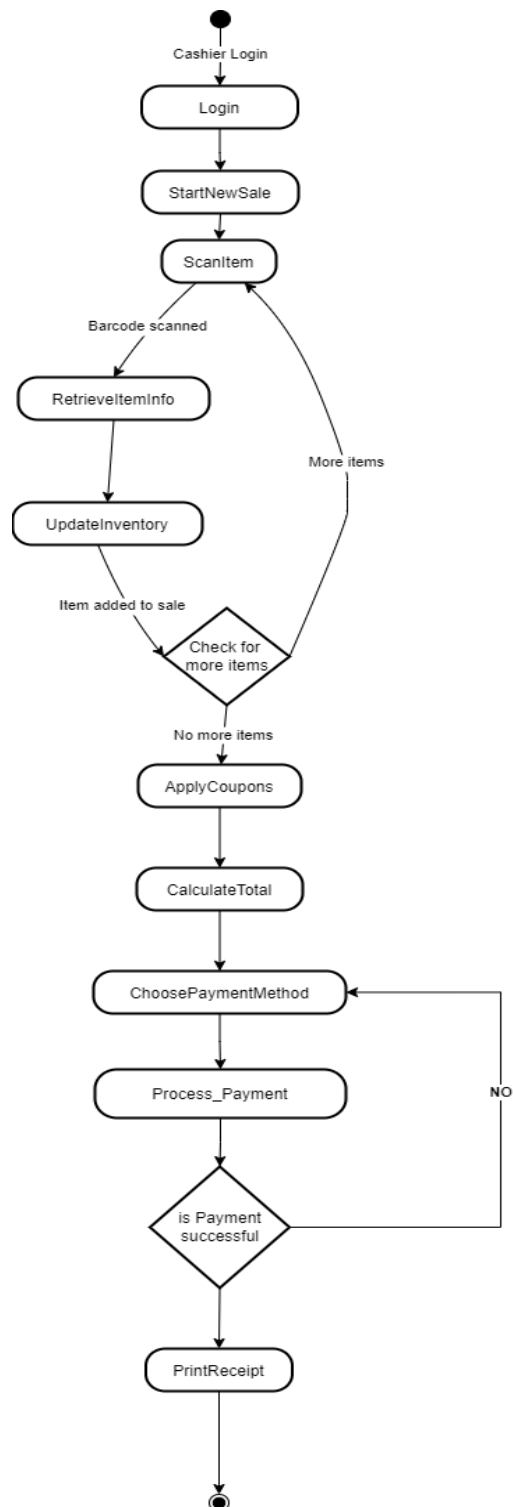 Cashier Login
Login
StartNewSale
ScanItem
Barcode scanned
RetrieveItemInfo
More items
UpdateInventory
Item added to sale
Check for
more items
No more items
ApplyCoupons
CalculateTotal
ChoosePaymentMethod
Process_Payment
NO
is Payment
successful
PrintReceipt